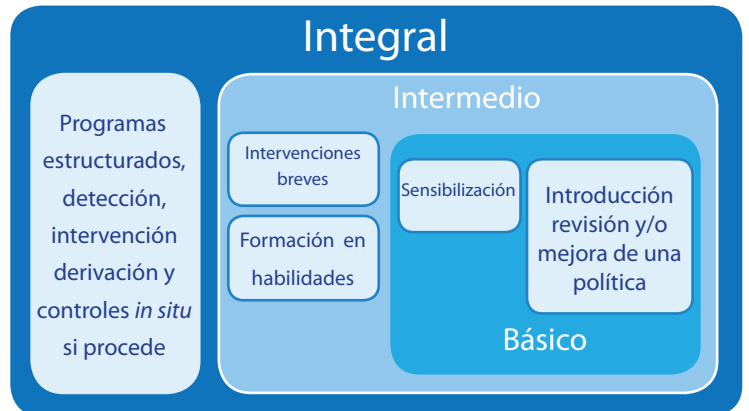 Integral
Programas
estructurados,
detección,
intervención
derivación y
controles in situ
si procede
Intermedio
Intervenciones
breves
Formación en
habilidades
Sensibilización
Introducción
revisión y/o
mejora de una
política
Básico